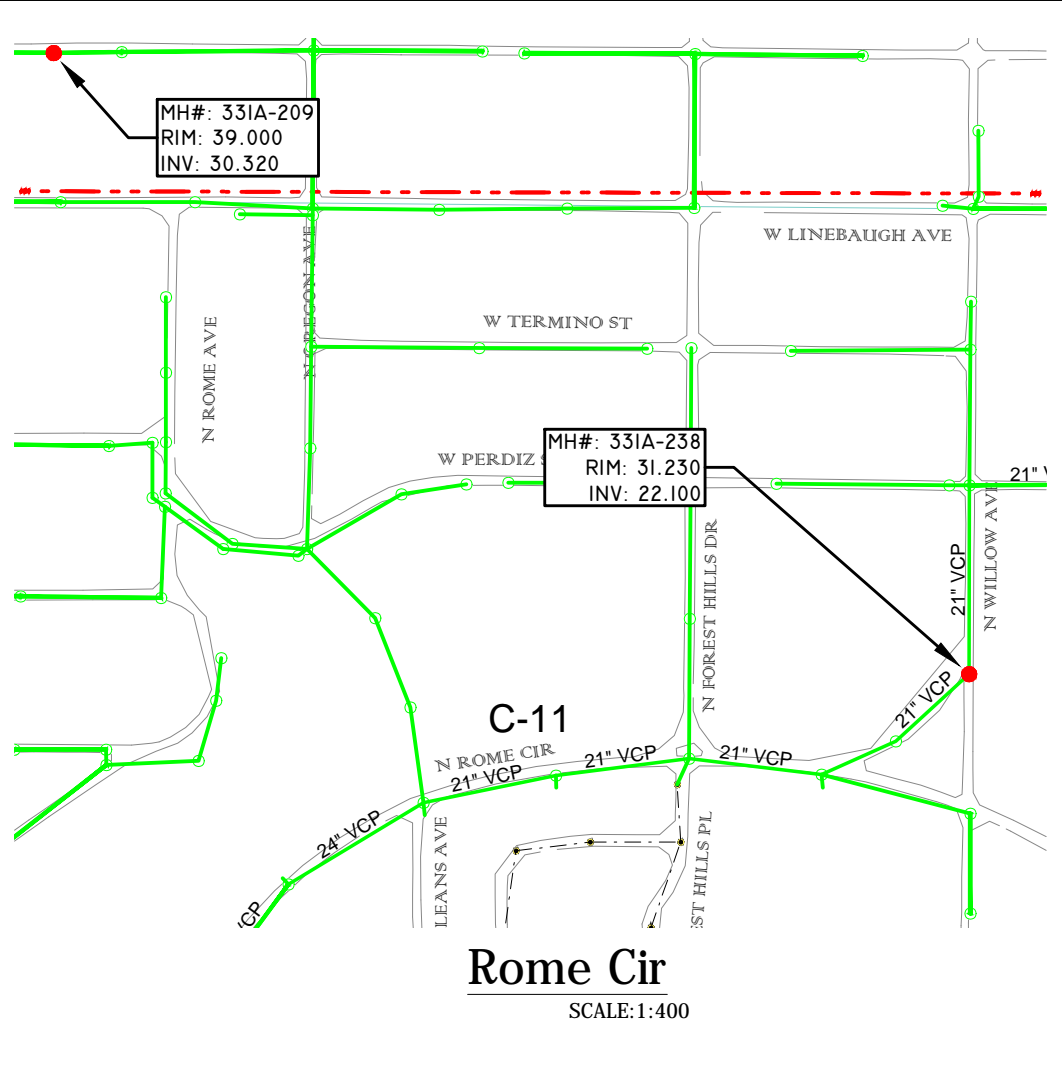 MH#: 331A-209
RIM: 39.000
INV: 30.320
W LINEBAUGH AVE
N OREGON AVE
W TERMINO ST
N ROME AVE
MH#: 331A-238
RIM: 31.230
INV: 22.100
W PERDIZ
21"
21" VCP
N WILLOW AVE
N FOREST HILLS DR
21" VCP
C-11
N ROME CIR
21" VCP
21" VCP
21" VCP
24" VCP
VCP
LEANS AVE
EST HILLS PL
Rome Cir
SCALE:1:400